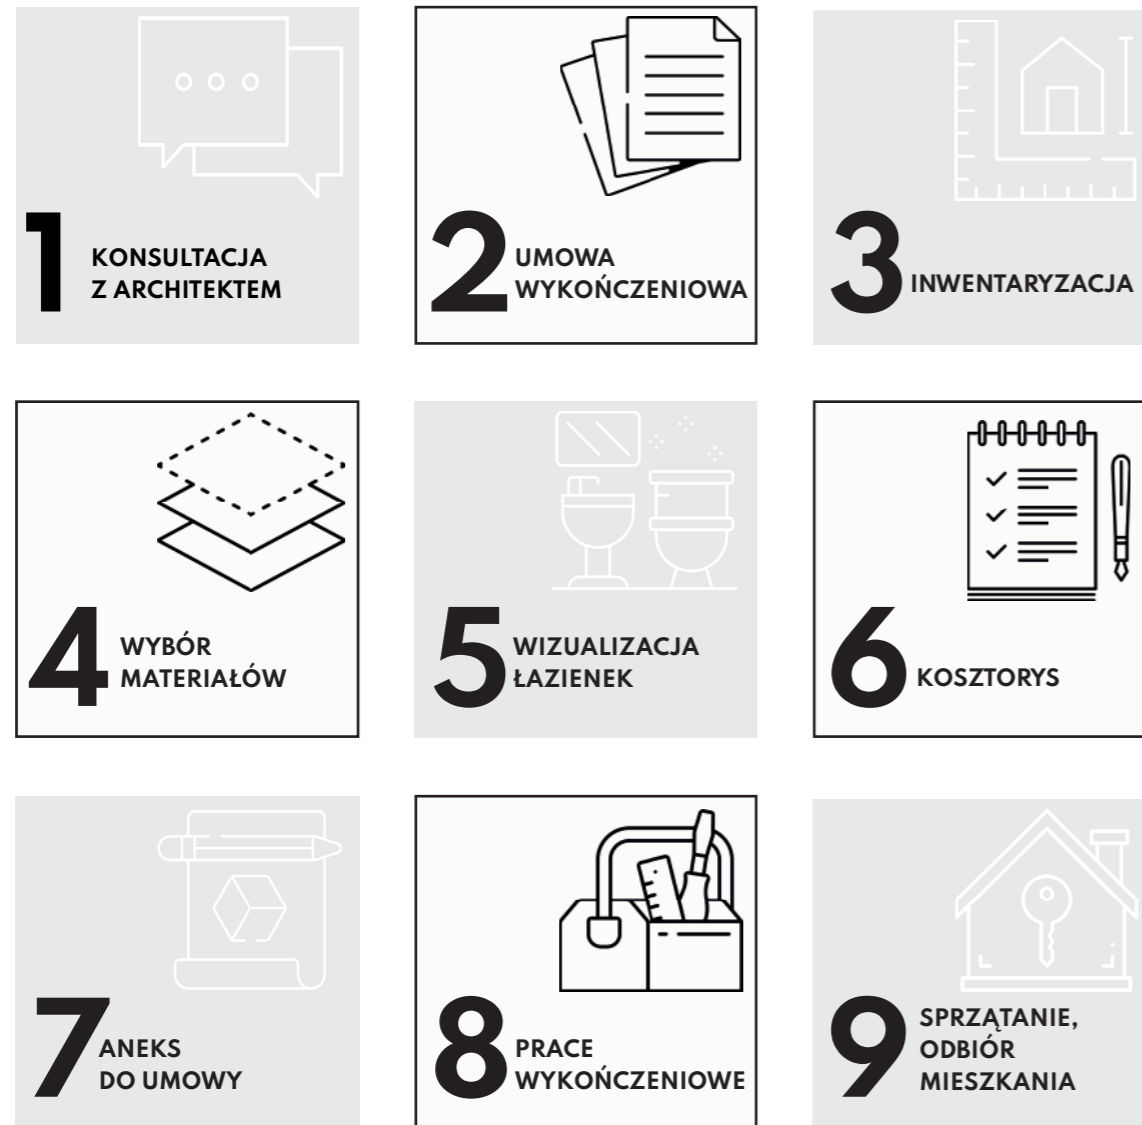 1
KONSULTACJA
Z ARCHITEKTEM
2
UMOWA
WYKOŃCZENIOWA
3
INWENTARYZACJA
4
WYBÓR
MATERIAŁÓW
5
WIZUALIZACJA
ŁAZIENEK
6
KOSZTORYS
7
ANEKS
DO UMOWY
8
PRACE
WYKOŃCZENIOWE
9
SPRZĄTANIE,
ODBIÓR
MIESZKANIA